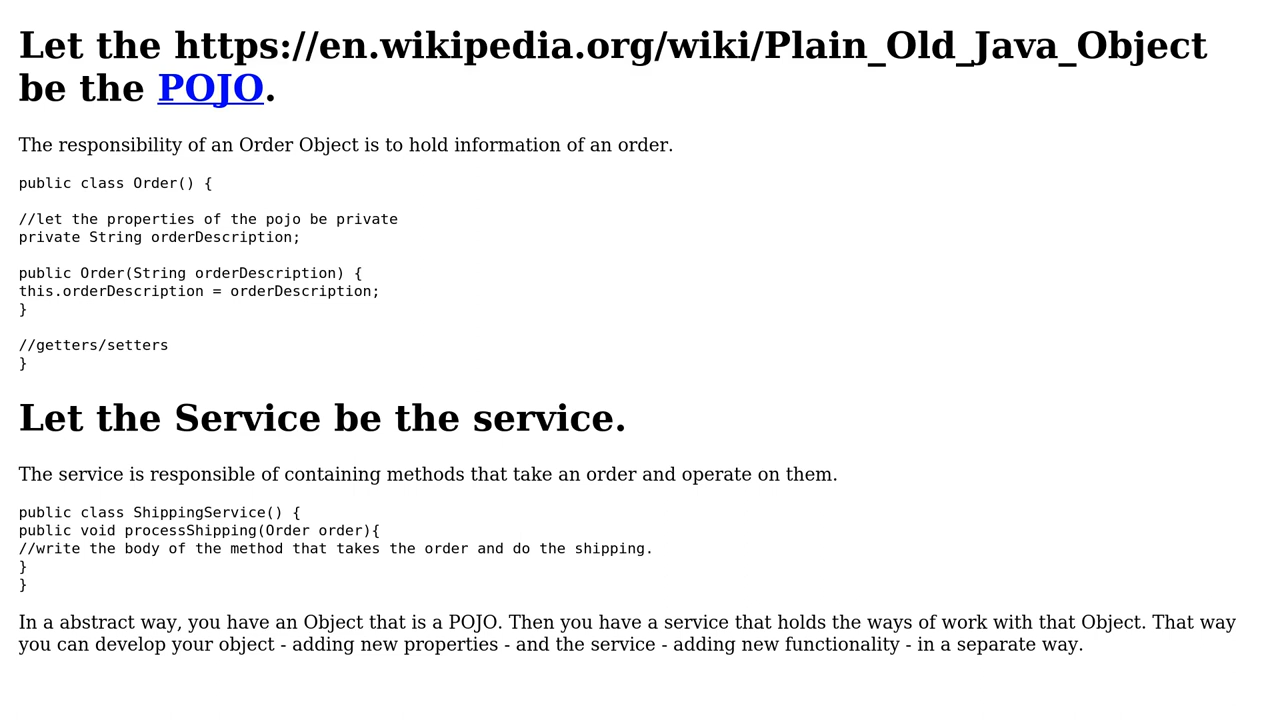 Let the https://en.wikipedia.org/wiki/Plain_Old_Java_Object
be the POJO.
The responsibility of an Order Object is to hold information of an order.
public class Order() {
//let the properties of the pojo be private
private String orderDescription;
public Order(String orderDescription) {
this.orderDescription = orderDescription;
}
//getters/setters
}
Let the Service be the service.
The service is responsible of containing methods that take an order and operate on them.
public class ShippingService() {
public void processShipping(Order order){
//write the body of the method that takes the order and do the shipping.
}
}
In a abstract way, you have an Object that is a POJO. Then you have a service that holds the ways of work with that Object. That way
you can develop your object - adding new properties - and the service - adding new functionality - in a separate way.